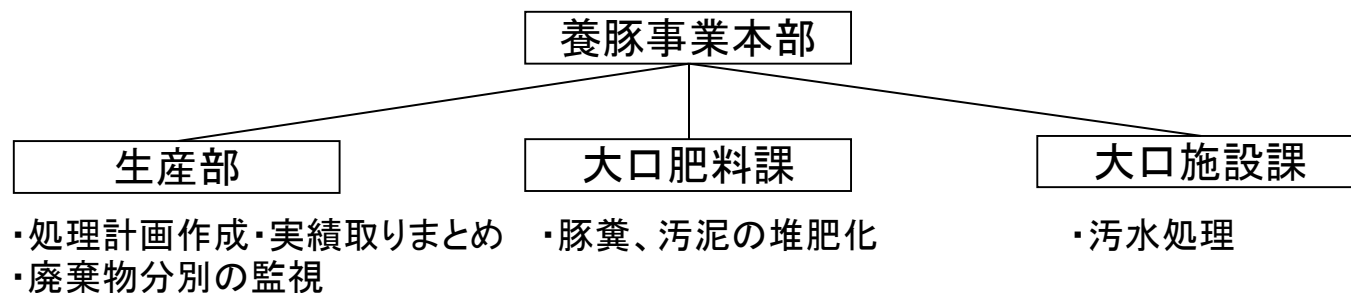 養豚事業本部
生産部
大口肥料課
大口施設課
・処理計画作成・実績取りまとめ
・廃棄物分別の監視
・豚糞、汚泥の堆肥化
・汚水処理